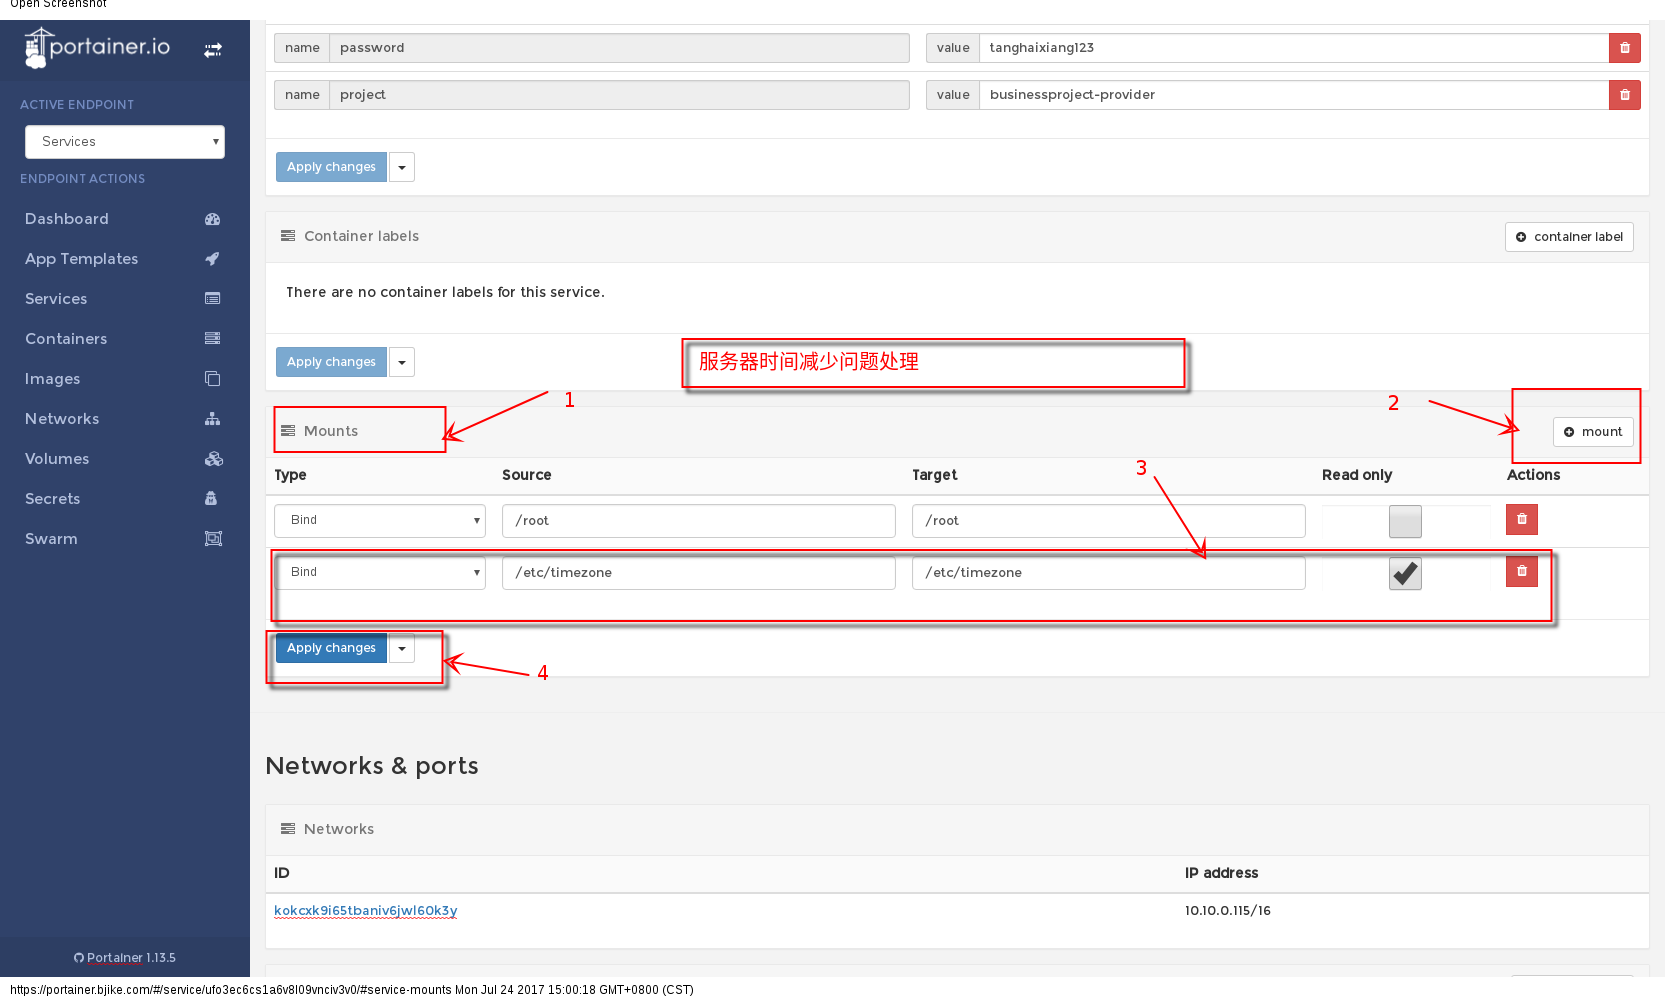 Open Screenshot
portainer.io
ACTIVE ENDPOINT
Services
ENDPOINT ACTIONS
Dashboard
App Templates
Services
Containers
Images
Networks
Volumes
Secrets
Swarm
Portainer 1.13.5
name password value tanghaixiang123
name project value businessproject-provider
Apply changes
Container labels
container label
There are no container labels for this service.
Apply changes
服务器时间减少问题处理
1
2
Mounts
mount
3
Type Source Target Read only Actions
Bind /root /root
Bind /etc/timezone /etc/timezone
Apply changes
4
Networks & ports
Networks
ID IP address
kokcxk9i65tbaniv6jwl60k3y 10.10.0.115/16
https://portainer.bjike.com/#/service/ufo3ec6cs1a6v8l09vnciv3v0/#service-mounts Mon Jul 24 2017 15:00:18 GMT+0800 (CST)